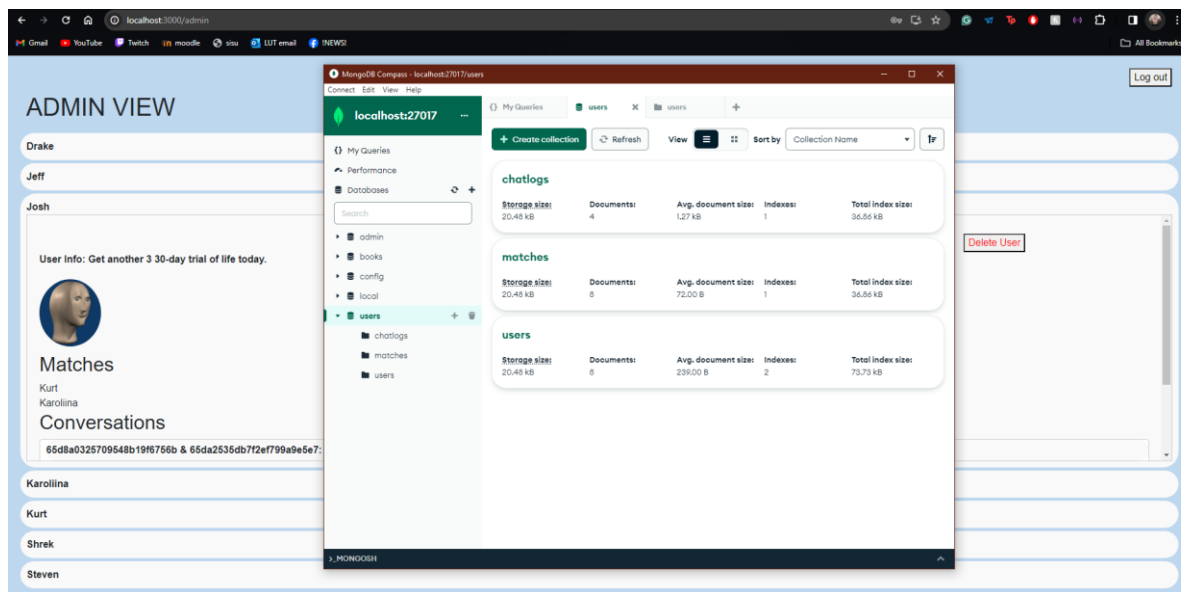 localhost:3000/admin
Gmail YouTube Twitch moodle sisu LUT email !NEWS! All Bookmarks
Log out
ADMIN VIEW
Drake
Jeff
Josh
Delete User
User Info: Get another 3 30-day trial of life today.
Matches
Kurt
Karoliina
Conversations
65d8a0325709548b19f6756b & 65da2535db7f2ef799a9e5e7:
Karoliina
Kurt
Shrek
Steven
MongoDB Compass - localhost:27017/users
Connect Edit View Help
localhost:27017 ...
{} My Queries
Performance
Databases
Search
admin
books
config
local
users
chatlogs
matches
users
{} My Queries users users
Create collection Refresh View Sort by Collection Name
chatlogs
Storage size: Documents: Avg. document size: Indexes: Total index size:
20.48 kB 4 1.27 kB 1 36.86 kB
matches
Storage size: Documents: Avg. document size: Indexes: Total index size:
20.48 kB 8 72.00 B 1 36.86 kB
users
Storage size: Documents: Avg. document size: Indexes: Total index size:
20.48 kB 8 239.00 B 2 73.73 kB
>_MONGOSH